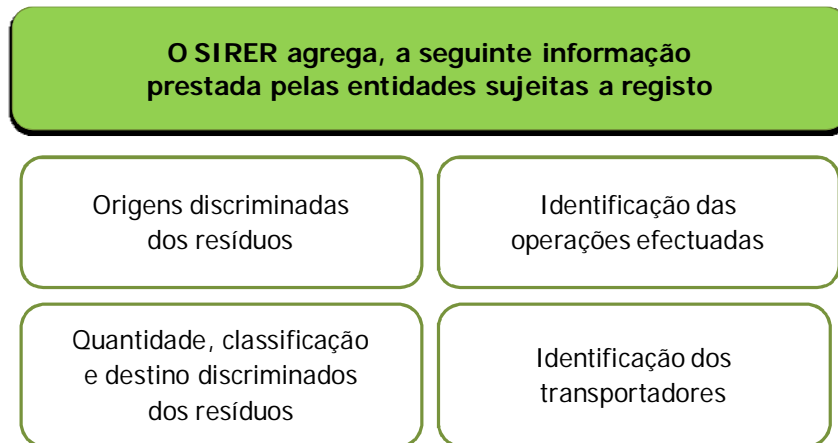 O SIRER agrega, a seguinte informação
prestada pelas entidades sujeitas a registo
Origens discriminadas
dos resíduos
Identificação das
operações efectuadas
Quantidade, classificação
e destino discriminados
dos resíduos
Identificação dos
transportadores